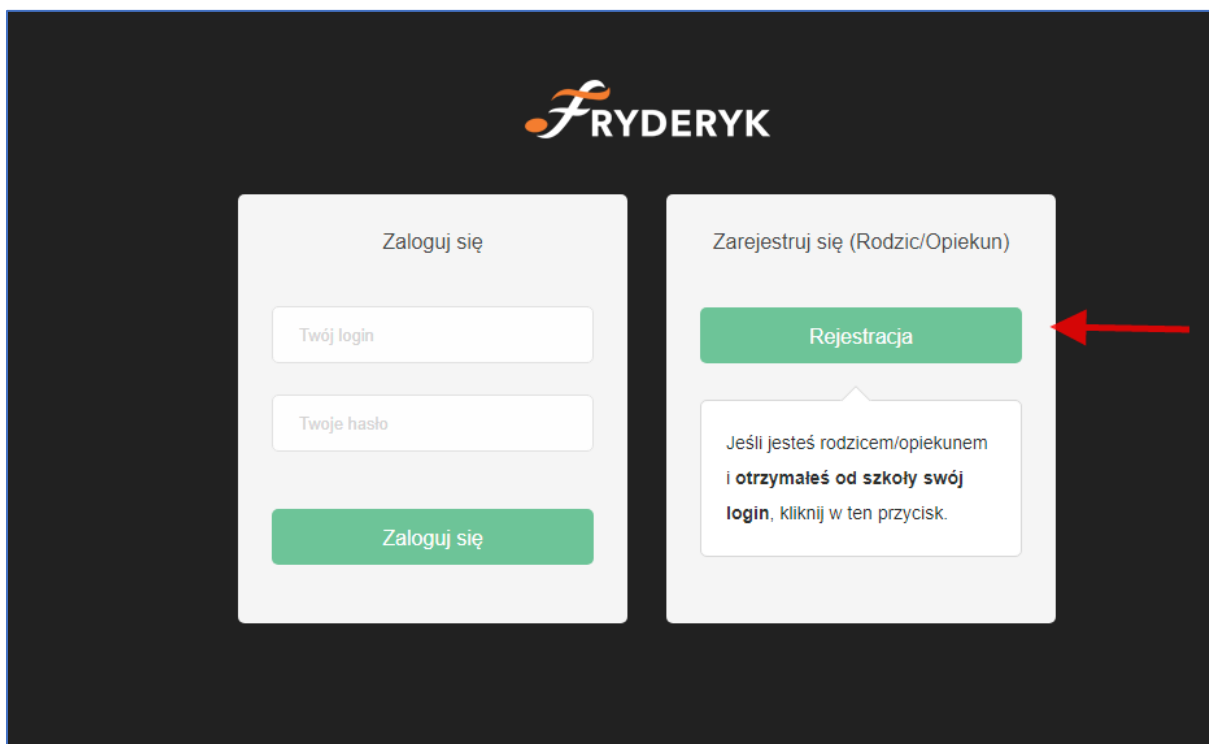 FRYDERYK
Zaloguj się
Twój login
Twoje hasło
Zaloguj się
Zarejestruj się (Rodzic/Opiekun)
Rejestracja
Jeśli jesteś rodzicem/opiekunem
i otrzymałeś od szkoły swój
login, kliknij w ten przycisk.